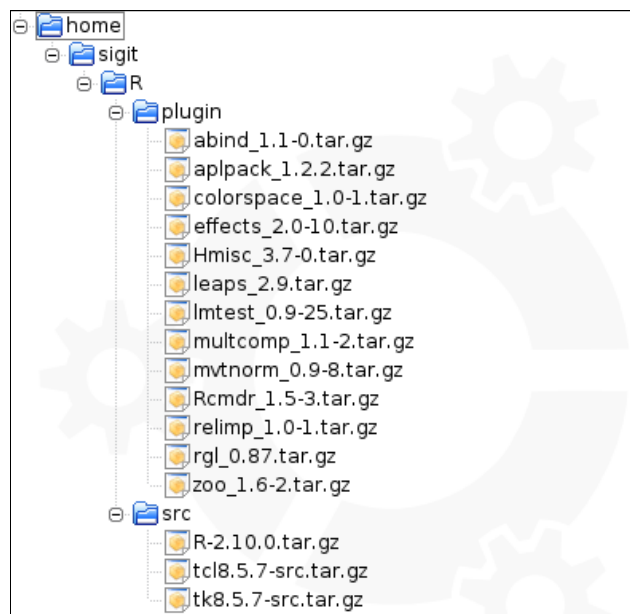 home
sigit
R
plugin
abind_1.1-0.tar.gz
aplpack_1.2.2.tar.gz
colorspace_1.0-1.tar.gz
effects_2.0-10.tar.gz
Hmisc_3.7-0.tar.gz
leaps_2.9.tar.gz
lmtest_0.9-25.tar.gz
multcomp_1.1-2.tar.gz
mvtnorm_0.9-8.tar.gz
Rcmdr_1.5-3.tar.gz
relimp_1.0-1.tar.gz
rgl_0.87.tar.gz
zoo_1.6-2.tar.gz
src
R-2.10.0.tar.gz
tcl8.5.7-src.tar.gz
tk8.5.7-src.tar.gz